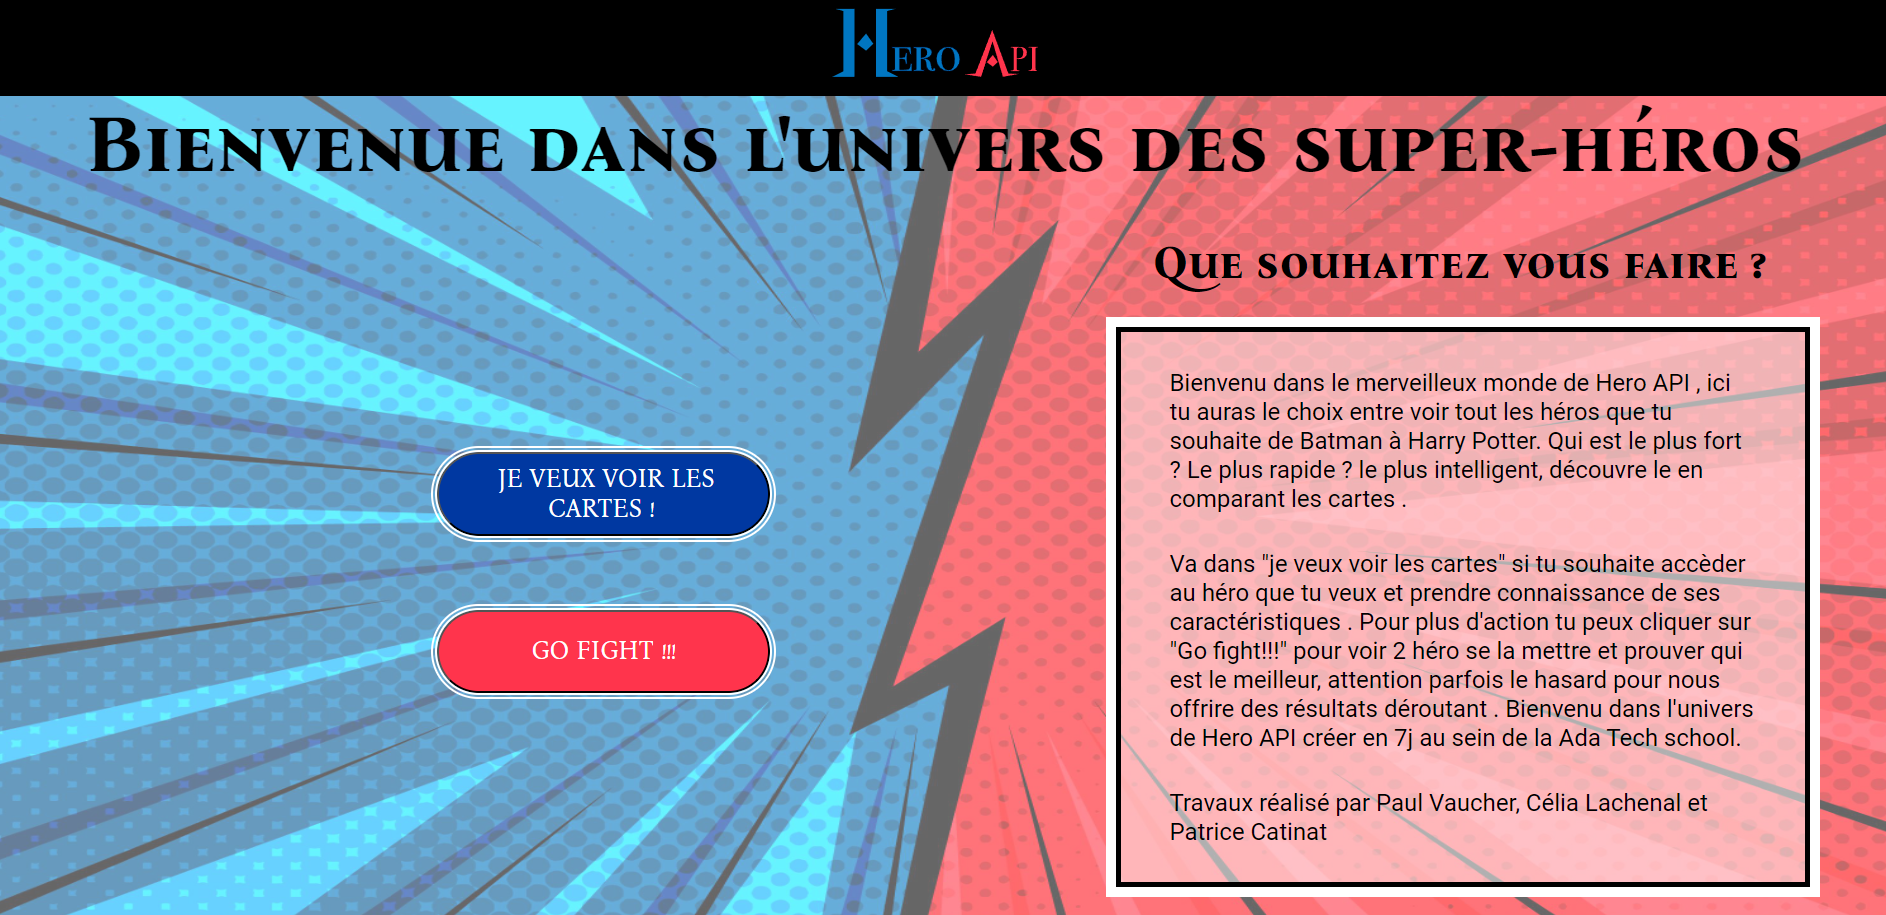 Hero Api
Bienvenue dans l'univers des super-héros
Que souhaitez vous faire ?
JE VEUX VOIR LES
CARTES !
GO FIGHT !!!
Bienvenu dans le merveilleux monde de Hero API , ici
tu auras le choix entre voir tout les héros que tu
souhaite de Batman à Harry Potter. Qui est le plus fort
? Le plus rapide ? le plus intelligent, découvre le en
comparant les cartes .
Va dans "je veux voir les cartes" si tu souhaite accèder
au héro que tu veux et prendre connaissance de ses
caractéristiques . Pour plus d'action tu peux cliquer sur
"Go fight!!!" pour voir 2 héro se la mettre et prouver qui
est le meilleur, attention parfois le hasard pour nous
offrire des résultats déroutant . Bienvenu dans l'univers
de Hero API créer en 7j au sein de la Ada Tech school.
Travaux réalisé par Paul Vaucher, Célia Lachenal et
Patrice Catinat